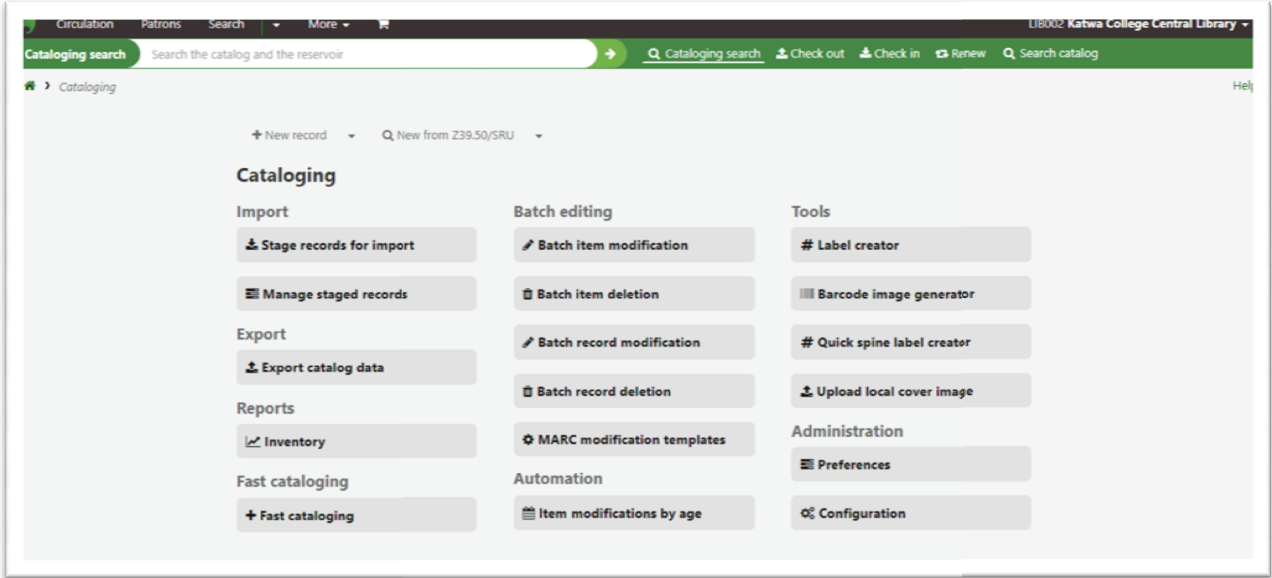 Circulation Patrons Search More LIB002 Katwa College Central Library
Cataloging search Search the catalog and the reservoir Cataloging search Check out Check in Renew Search catalog
Cataloging Help
+ New record New from Z39.50/SRU
Cataloging
Import
Stage records for import
Manage staged records
Export
Export catalog data
Reports
Inventory
Fast cataloging
+ Fast cataloging
Batch editing
Batch item modification
Batch item deletion
Batch record modification
Batch record deletion
MARC modification templates
Automation
Item modifications by age
Tools
# Label creator
Barcode image generator
# Quick spine label creator
Upload local cover image
Administration
Preferences
Configuration